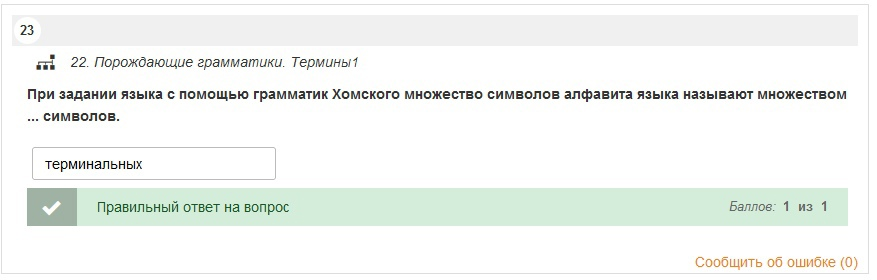 23
22. Порождающие грамматики. Термины1
При задании языка с помощью грамматик Хомского множество символов алфавита языка называют множеством
... символов.
терминальных
Правильный ответ на вопрос Баллов: 1 из 1
Сообщить об ошибке (0)